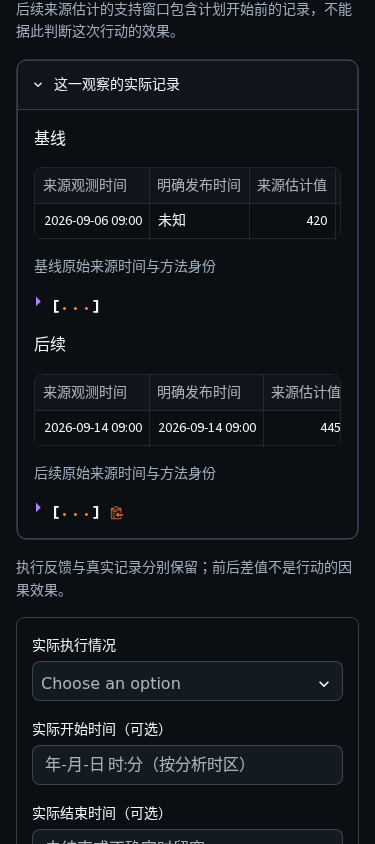 后续来源估计的支持窗口包含计划开始前的记录，不能
据此判断这次行动的效果。
这一观察的实际记录
基线
来源观测时间 明确发布时间 来源估计值
2026-09-06 09:00 未知 420
基线原始来源时间与方法身份
[...]
后续
来源观测时间 明确发布时间 来源估计值
2026-09-14 09:00 2026-09-14 09:00 445
后续原始来源时间与方法身份
[...]
执行反馈与真实记录分别保留；前后差值不是行动的因
果效果。
实际执行情况
Choose an option
实际开始时间（可选）
年-月-日 时:分（按分析时区）
实际结束时间（可选）